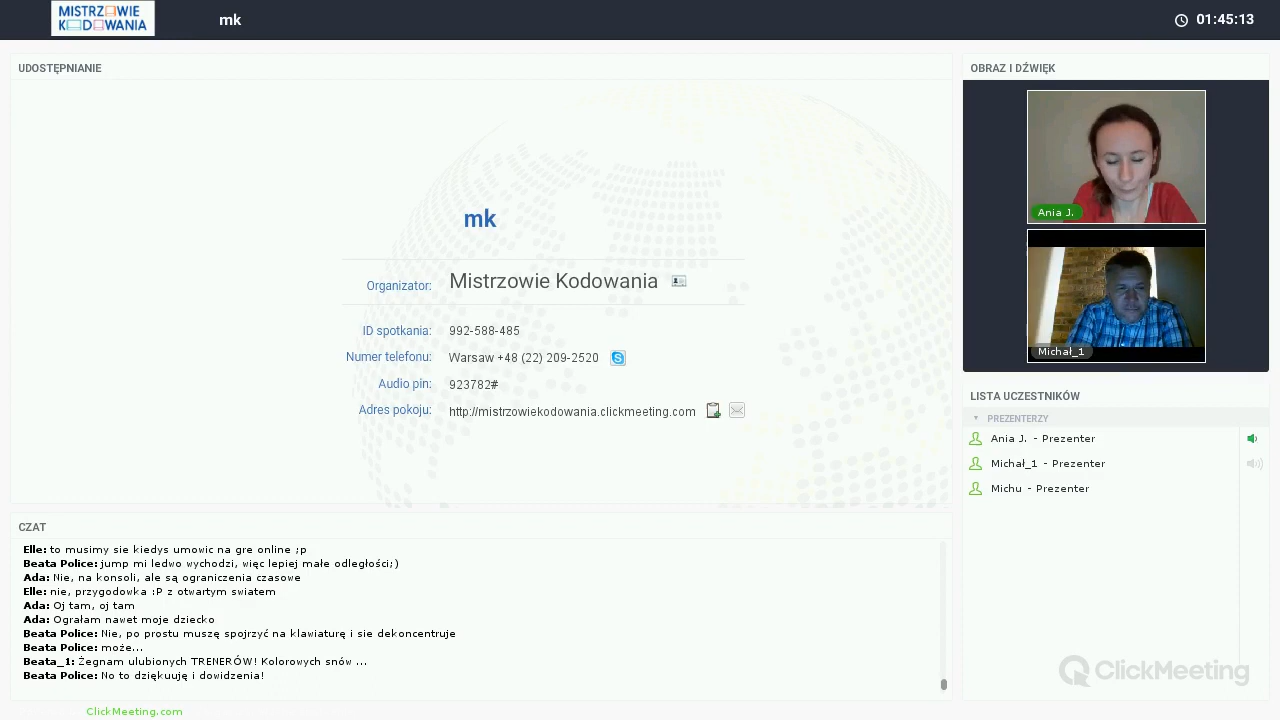 MISTRZOWIE
KODOWANIA
mk
01:45:13
UDOSTĘPNIANIE
mk
Organizator: Mistrzowie Kodowania
ID spotkania: 992-588-485
Numer telefonu: Warsaw +48 (22) 209-2520
Audio pin: 923782#
Adres pokoju: http://mistrzowiekodowania.clickmeeting.com
OBRAZ I DŹWIĘK
Ania J.
Michał_1
LISTA UCZESTNIKÓW
PREZENTERZY
Ania J. - Prezenter
Michał_1 - Prezenter
Michu - Prezenter
CZAT
Elle: to musimy sie kiedys umowic na gre online ;p
Beata Police: jump mi ledwo wychodzi, więc lepiej małe odległości;)
Ada: Nie, na konsoli, ale są ograniczenia czasowe
Elle: nie, przygodowka :P z otwartym swiatem
Ada: Oj tam, oj tam
Ada: Ograłam nawet moje dziecko
Beata Police: Nie, po prostu muszę spojrzyć na klawiaturę i sie dekoncentruje
Beata Police: może...
Beata_1: Żegnam ulubionych TRENERÓW! Kolorowych snów ...
Beata Police: No to dziękuuję i dowidzenia!
ClickMeeting
ClickMeeting.com